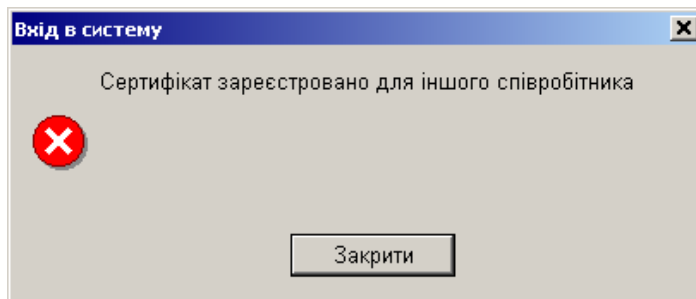 Вхід в систему
Сертифікат зареєстровано для іншого співробітника
Закрити